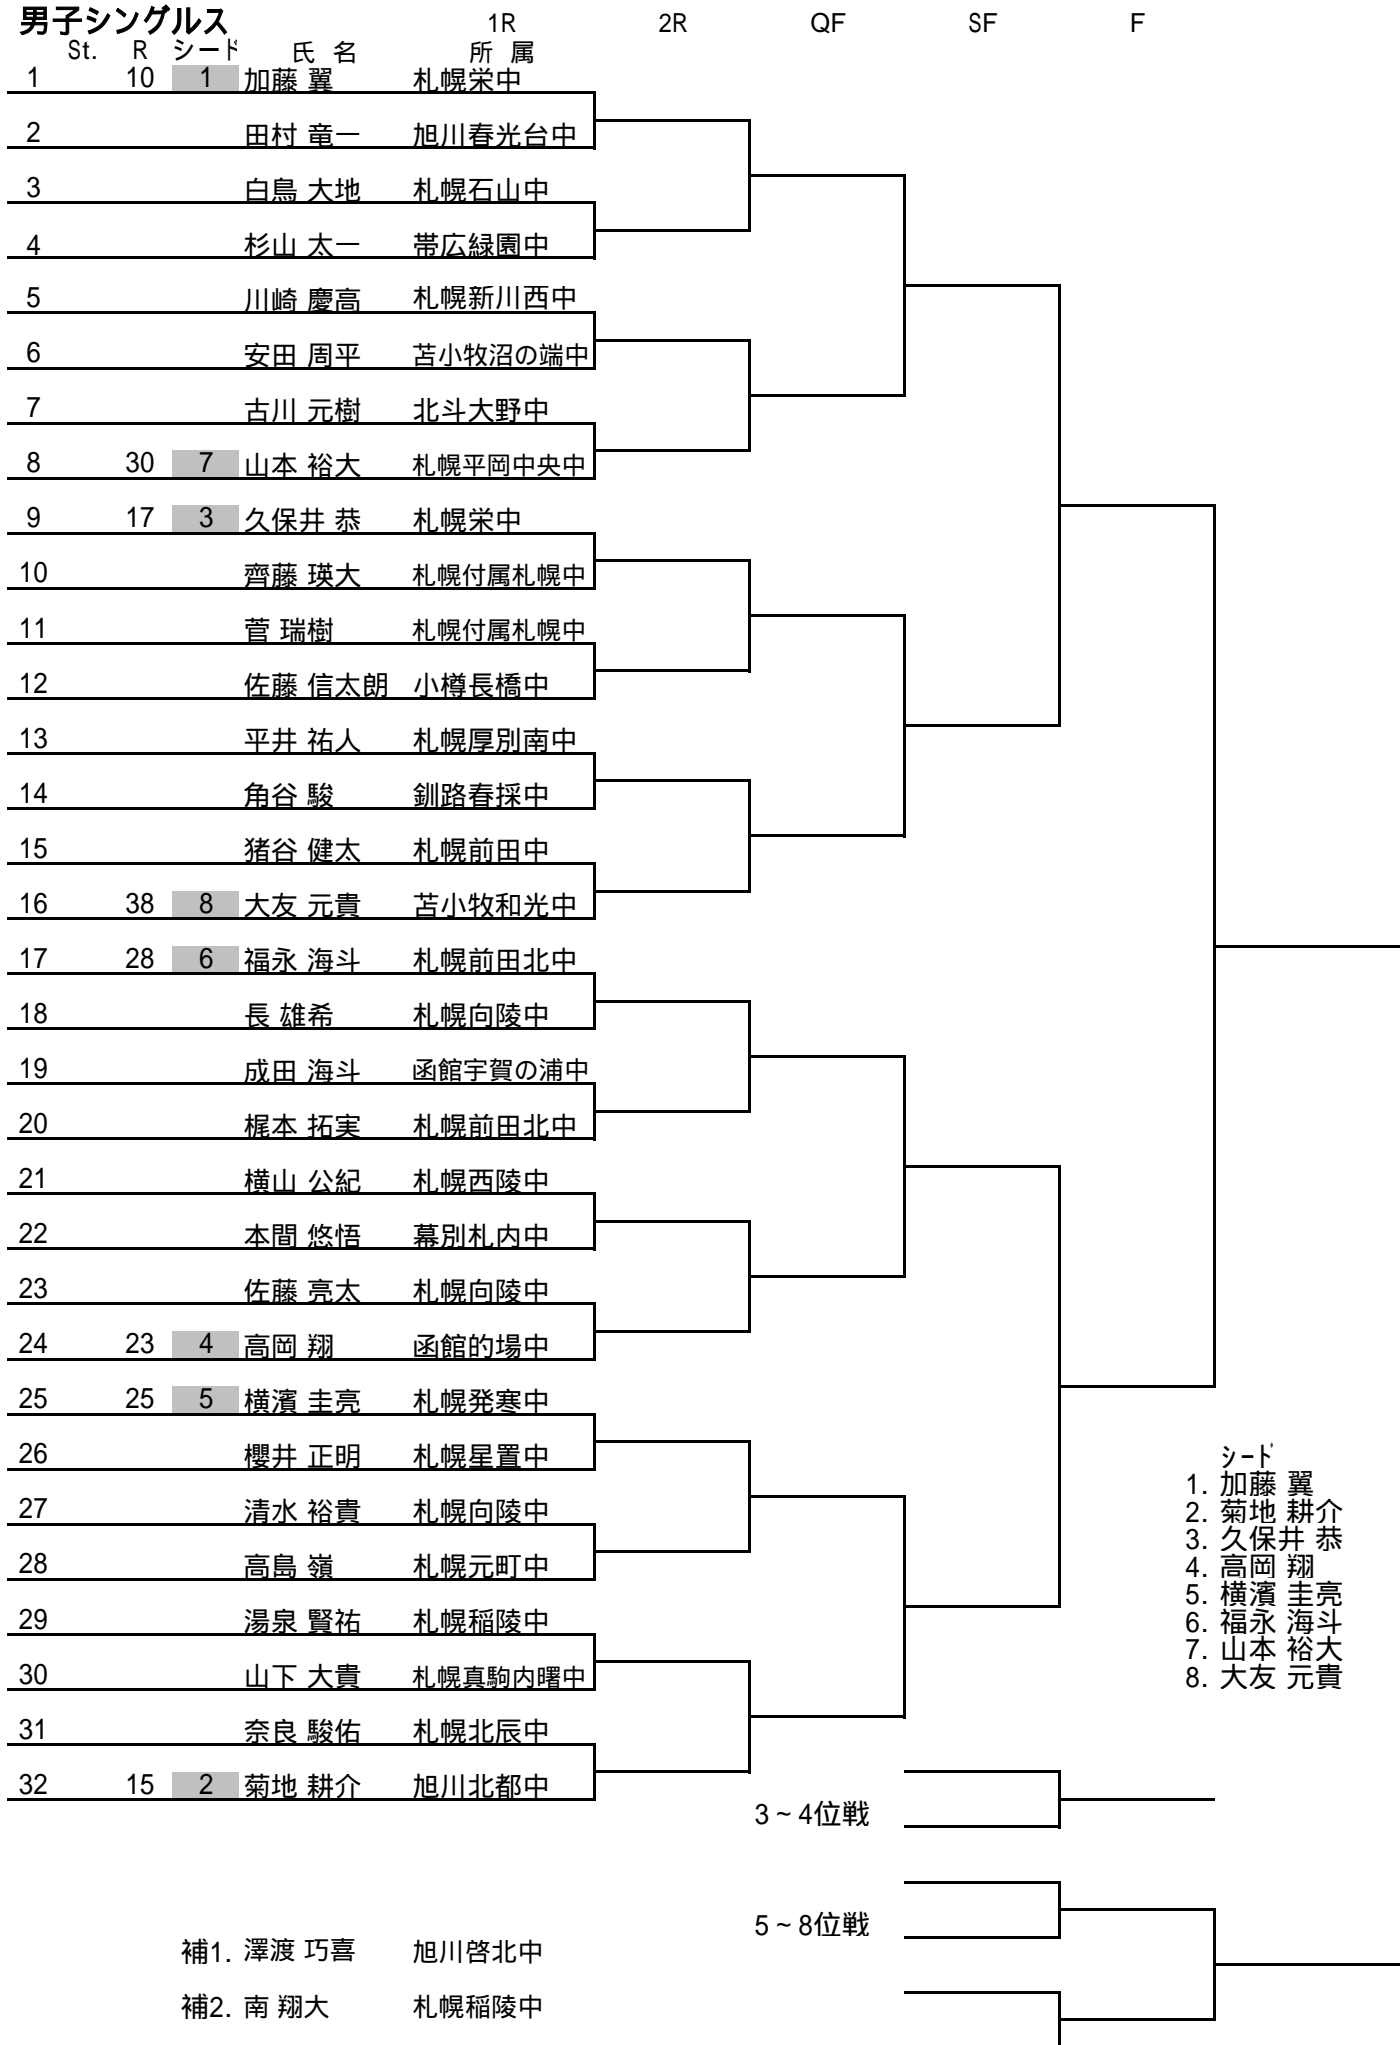 男子シングルス 1R 2R QF SF F
St. R シード 氏 名 所 属
1 10 1 加藤 翼 札幌栄中
2 田村 竜一 旭川春光台中
3 白鳥 大地 札幌石山中
4 杉山 太一 帯広緑園中
5 川崎 慶高 札幌新川西中
6 安田 周平 苫小牧沼の端中
7 古川 元樹 北斗大野中
8 30 7 山本 裕大 札幌平岡中央中
9 17 3 久保井 恭 札幌栄中
10 齊藤 瑛大 札幌付属札幌中
11 菅 瑞樹 札幌付属札幌中
12 佐藤 信太朗 小樽長橋中
13 平井 祐人 札幌厚別南中
14 角谷 駿 釧路春採中
15 猪谷 健太 札幌前田中
16 38 8 大友 元貴 苫小牧和光中
17 28 6 福永 海斗 札幌前田北中
18 長 雄希 札幌向陵中
19 成田 海斗 函館宇賀の浦中
20 梶本 拓実 札幌前田北中
21 横山 公紀 札幌西陵中
22 本間 悠悟 幕別札内中
23 佐藤 亮太 札幌向陵中
24 23 4 高岡 翔 函館的場中
25 25 5 横濱 圭亮 札幌発寒中
26 櫻井 正明 札幌星置中
27 清水 裕貴 札幌向陵中
28 高島 嶺 札幌元町中
29 湯泉 賢祐 札幌稲陵中
30 山下 大貴 札幌真駒内曙中
31 奈良 駿佑 札幌北辰中
32 15 2 菊地 耕介 旭川北都中
シード
1. 加藤 翼
2. 菊地 耕介
3. 久保井 恭
4. 高岡 翔
5. 横濱 圭亮
6. 福永 海斗
7. 山本 裕大
8. 大友 元貴
3~4位戦
5~8位戦
補1. 澤渡 巧喜 旭川啓北中
補2. 南 翔大 札幌稲陵中